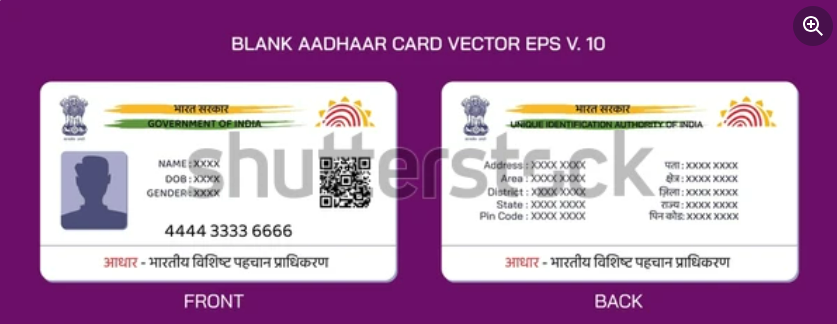 BLANK AADHAAR CARD VECTOR EPS V. 10
भारत सरकार
GOVERNMENT OF INDIA
NAME : XXXX
DOB : XXXX
GENDER : XXXX
4444 3333 6666
आधार - भारतीय विशिष्ट पहचान प्राधिकरण
FRONT
भारत सरकार
UNIQUE IDENTIFICATION AUTHORITY OF INDIA
Address : XXXX XXXX
Area : XXXX XXXX
District : XXXX XXXX
State : XXXX XXXX
Pin Code : XXXX XXXX
पता : XXXX XXXX
क्षेत्र : XXXX XXXX
ज़िला : XXXX XXXX
राज्य : XXXX XXXX
पिन कोड : XXXX XXXX
आधार - भारतीय विशिष्ट पहचान प्राधिकरण
BACK
shutterstock